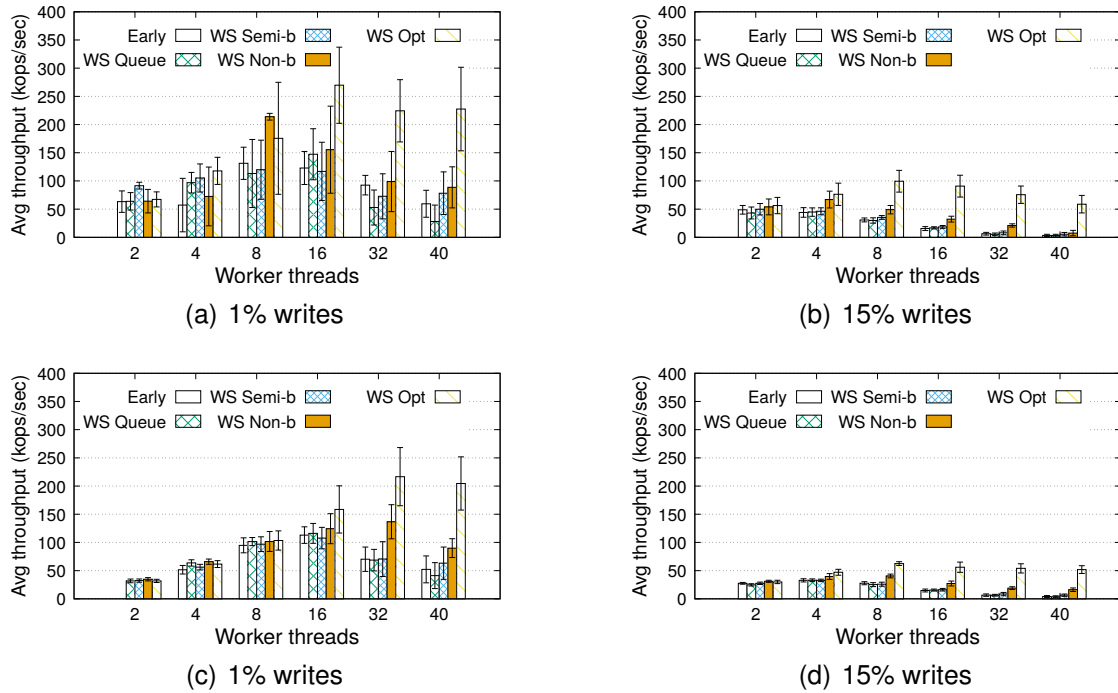 400
350
300
250
200
150
100
50
0
Avg throughput (kops/sec)
Early WS Semi-b WS Opt
WS Queue WS Non-b
2 4 8 16 32 40
Worker threads
(a) 1% writes
400
350
300
250
200
150
100
50
0
Avg throughput (kops/sec)
Early WS Semi-b WS Opt
WS Queue WS Non-b
2 4 8 16 32 40
Worker threads
(b) 15% writes
400
350
300
250
200
150
100
50
0
Avg throughput (kops/sec)
Early WS Semi-b WS Opt
WS Queue WS Non-b
2 4 8 16 32 40
Worker threads
(c) 1% writes
400
350
300
250
200
150
100
50
0
Avg throughput (kops/sec)
Early WS Semi-b WS Opt
WS Queue WS Non-b
2 4 8 16 32 40
Worker threads
(d) 15% writes